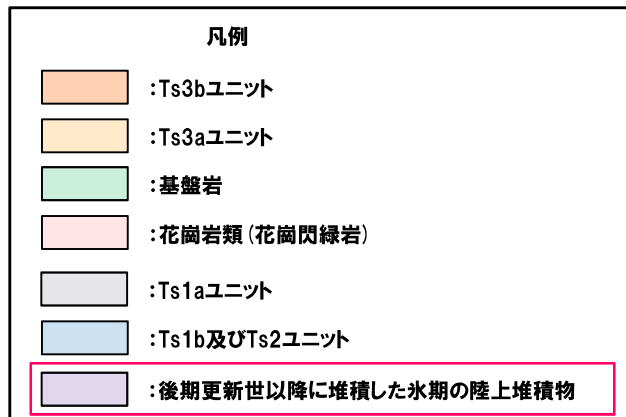 凡例
：Ts3bユニット
：Ts3aユニット
：基盤岩
：花崗岩類（花崗閃緑岩）
：Ts1aユニット
：Ts1b及びTs2ユニット
：後期更新世以降に堆積した氷期の陸上堆積物